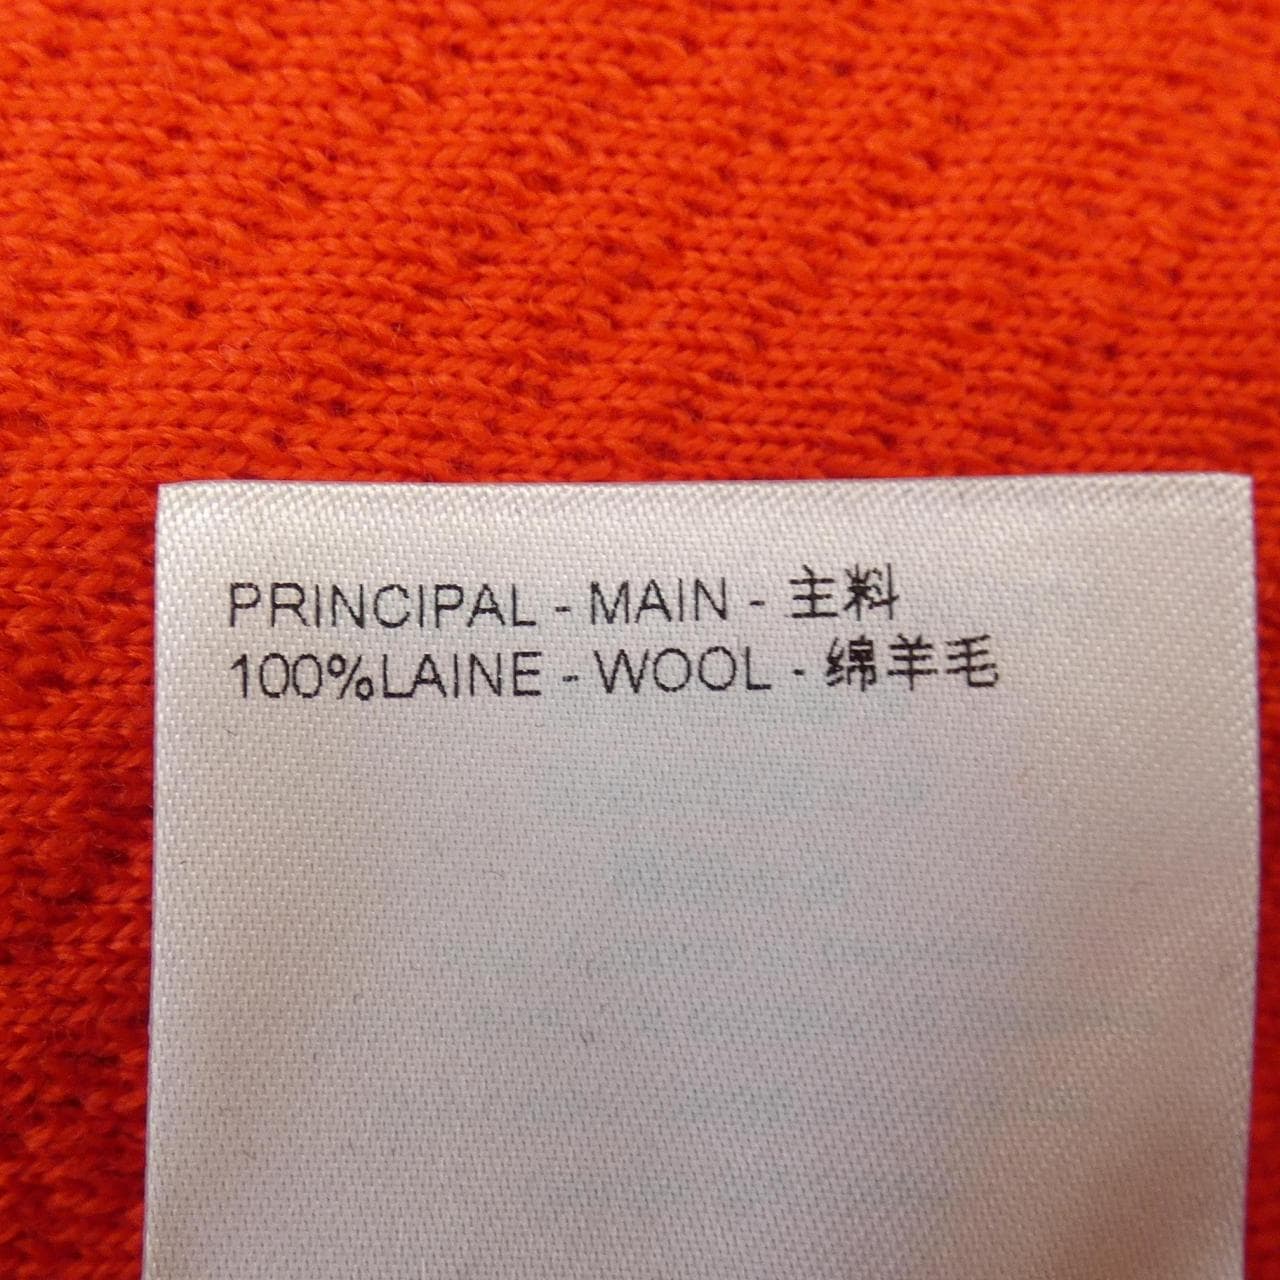 PRINCIPAL - MAIN - 主料
100%LAINE - WOOL - 绵羊毛